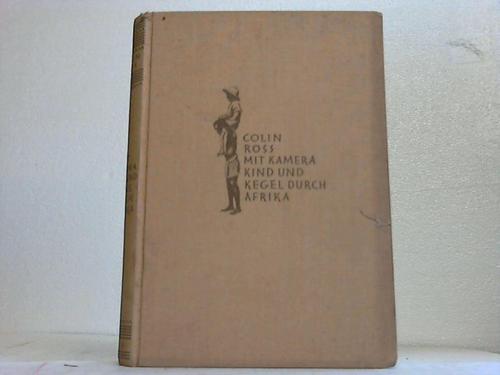 COLIN
ROSS
MIT KAMERA
KIND UND
KEGEL DURCH
AFRIKA